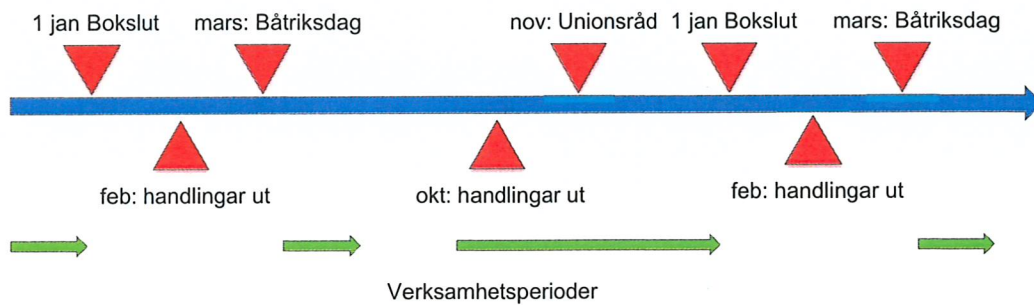 1 jan Bokslut
mars: Båtriksdag
nov: Unionsråd
1 jan Bokslut
mars: Båtriksdag
feb: handlingar ut
okt: handlingar ut
feb: handlingar ut
Verksamhetsperioder